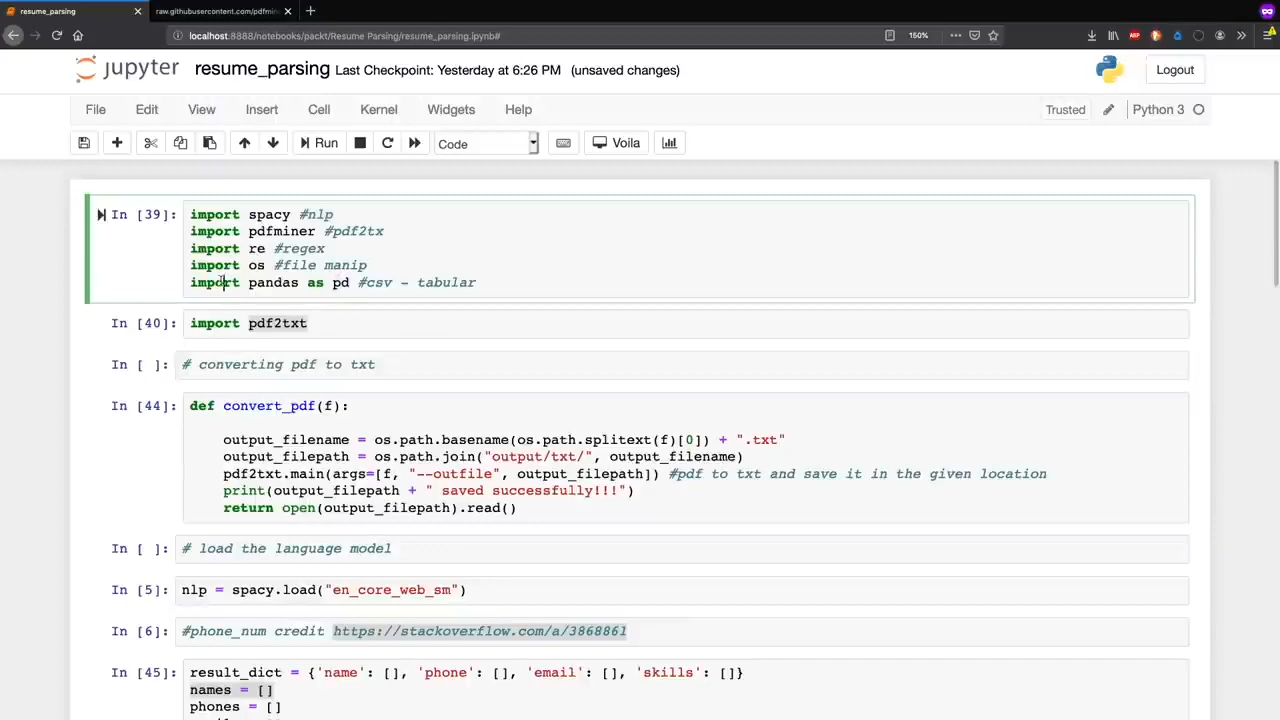 resume_parsing
raw.githubusercontent.com/pdfmin
localhost:8888/notebooks/packt/Resume Parsing/resume_parsing.ipynb#
150%
ABP
jupyter resume_parsing Last Checkpoint: Yesterday at 6:26 PM (unsaved changes)
Logout
File Edit View Insert Cell Kernel Widgets Help
Trusted Python 3
Run Code Voila
In [39]: import spacy #nlp
import pdfminer #pdf2tx
import re #regex
import os #file manip
import pandas as pd #csv - tabular
In [40]: import pdf2txt
In [ ]: # converting pdf to txt
In [44]: def convert_pdf(f):
output_filename = os.path.basename(os.path.splitext(f)[0]) + ".txt"
output_filepath = os.path.join("output/txt/", output_filename)
pdf2txt.main(args=[f, "--outfile", output_filepath]) #pdf to txt and save it in the given location
print(output_filepath + " saved successfully!!!")
return open(output_filepath).read()
In [ ]: # load the language model
In [5]: nlp = spacy.load("en_core_web_sm")
In [6]: #phone_num credit https://stackoverflow.com/a/3868861
In [45]: result_dict = {'name': [], 'phone': [], 'email': [], 'skills': []}
names = []
phones = []